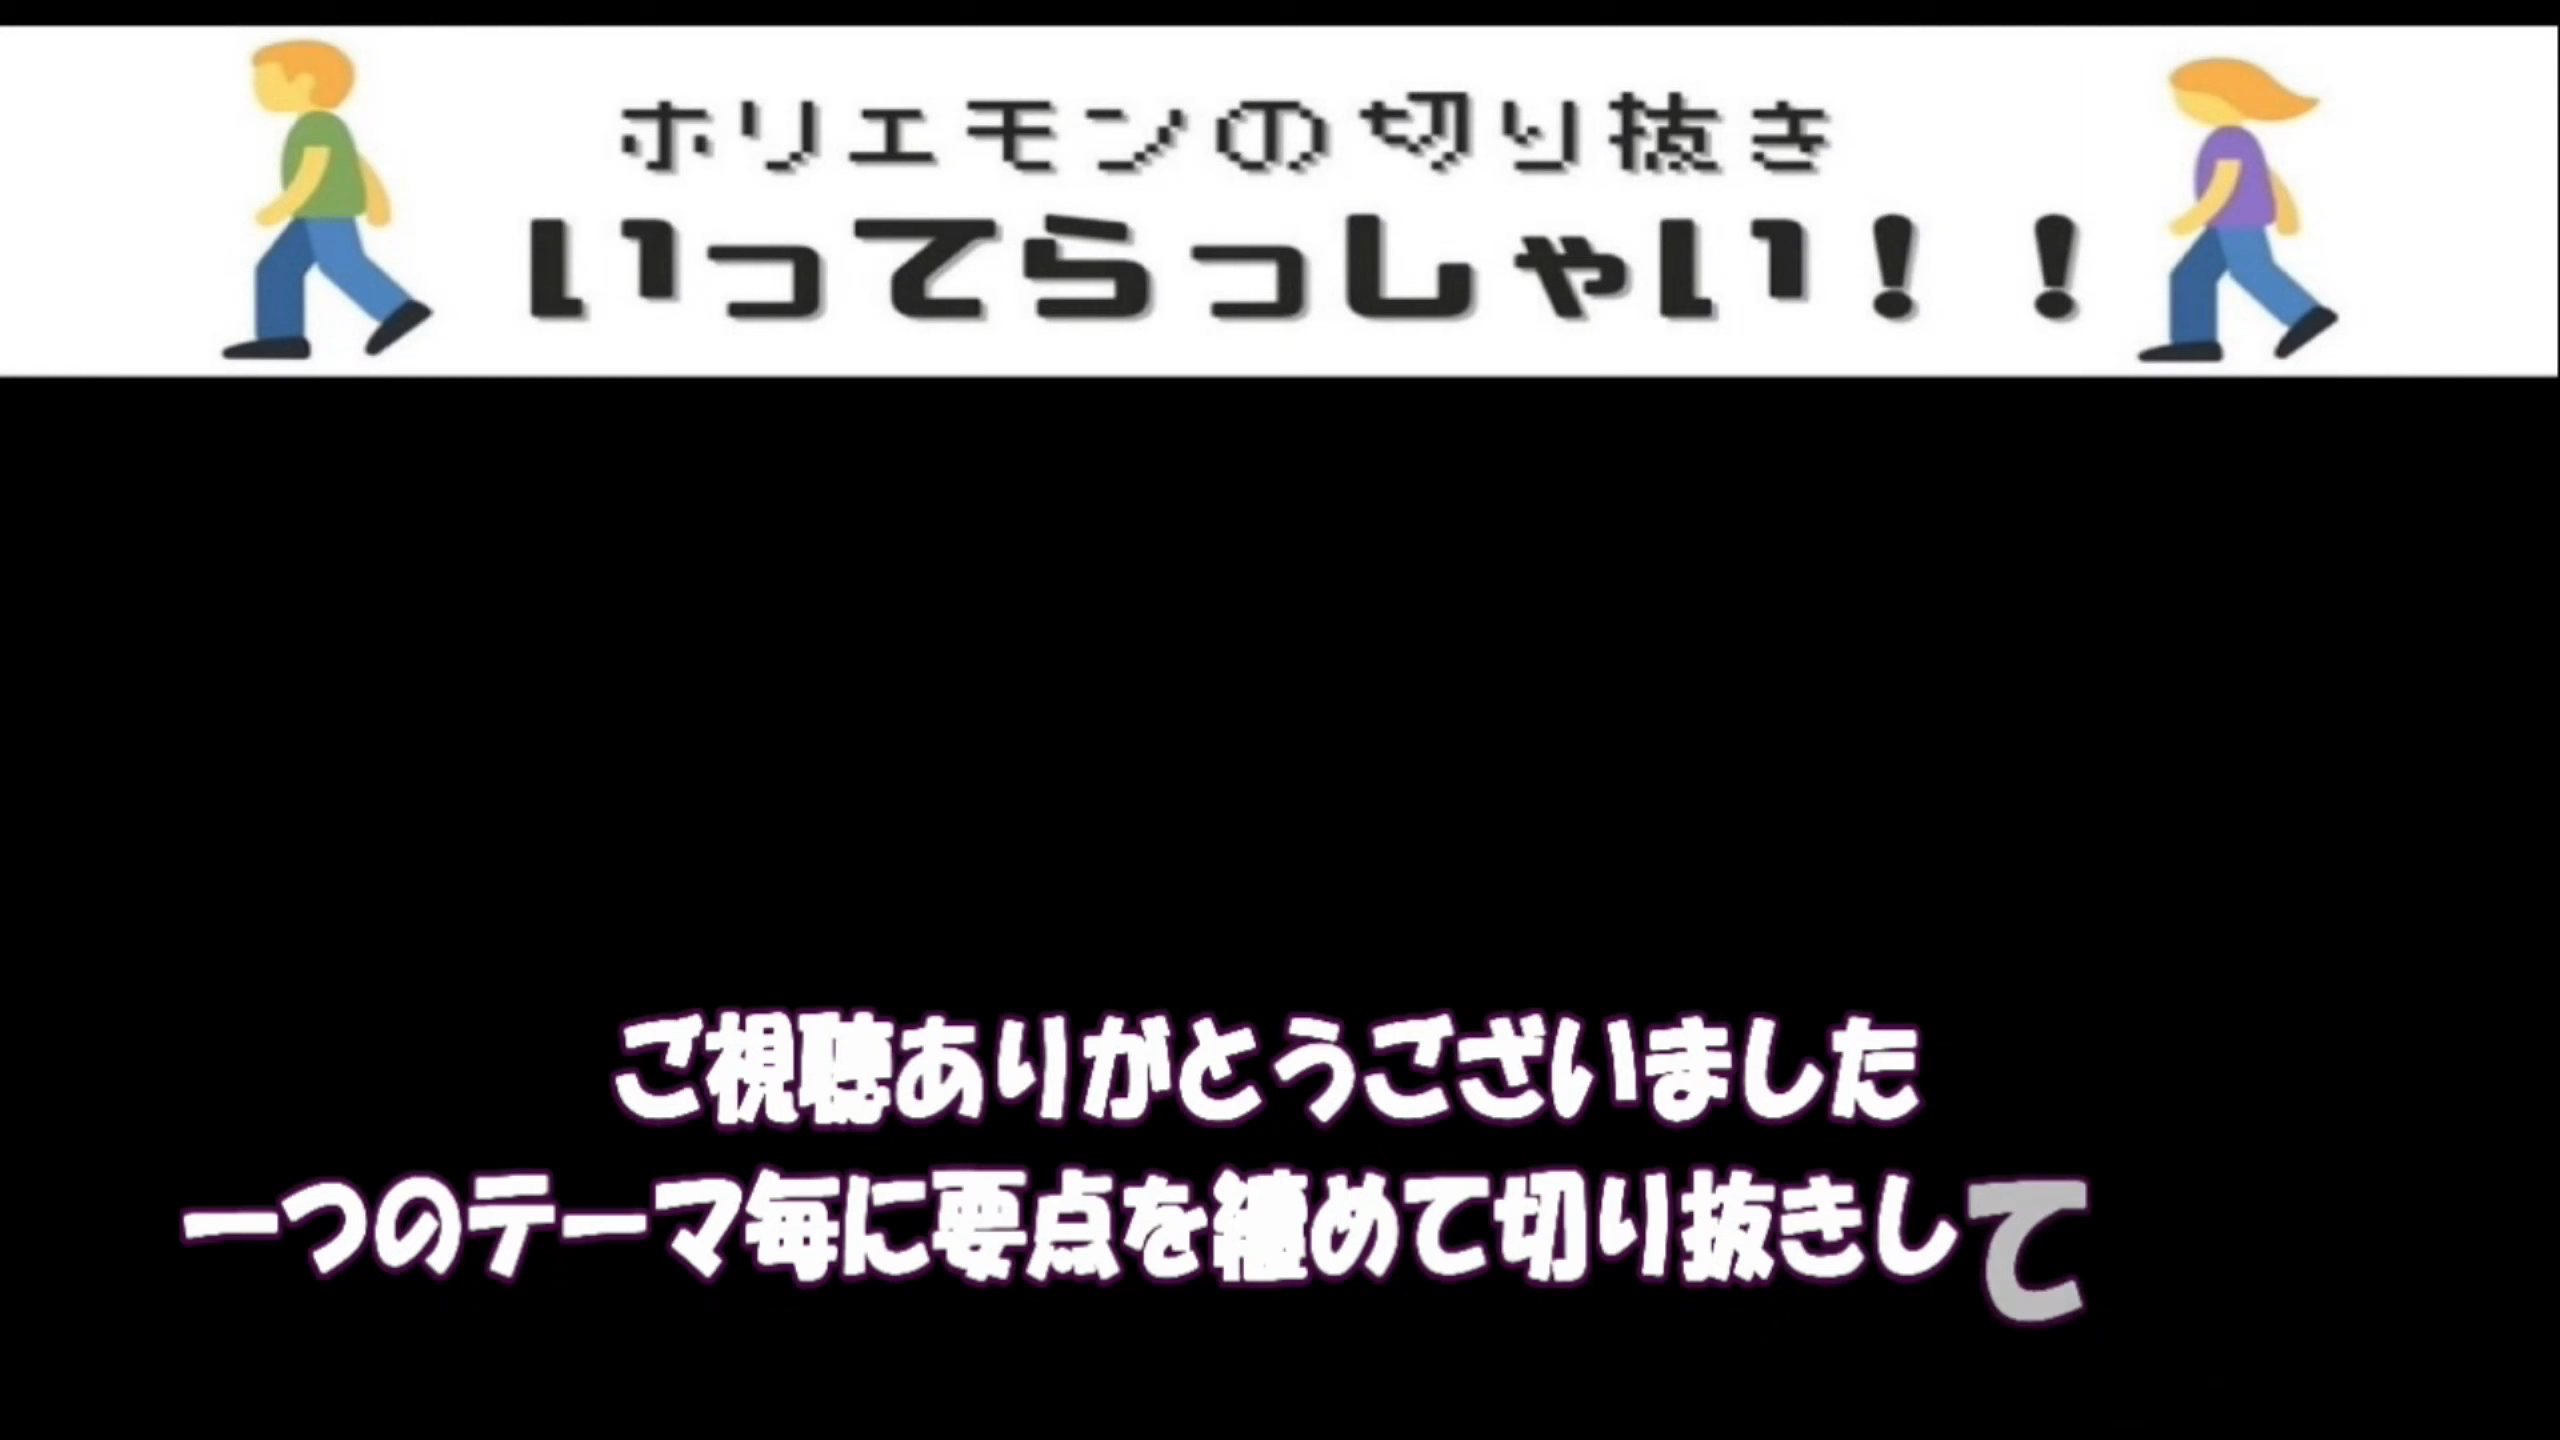 ホリエモンの切り抜き
いってらっしゃい！！
ご視聴ありがとうございました
一つのテーマ毎に要点を纏めて切り抜きして